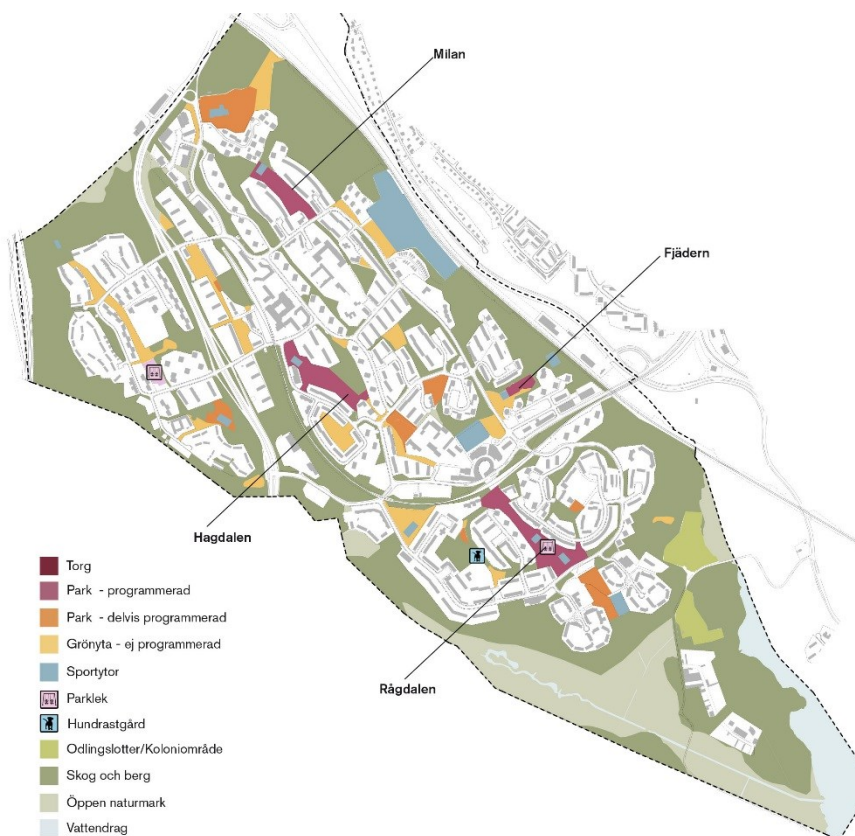 Milan
Fjädern
Hagdalen
Rågdalen
Torg
Park - programmerad
Park - delvis programmerad
Grönyta - ej programmerad
Sportytor
Parklek
Hundrastgård
Odlingslotter/Koloniområde
Skog och berg
Öppen naturmark
Vattendrag